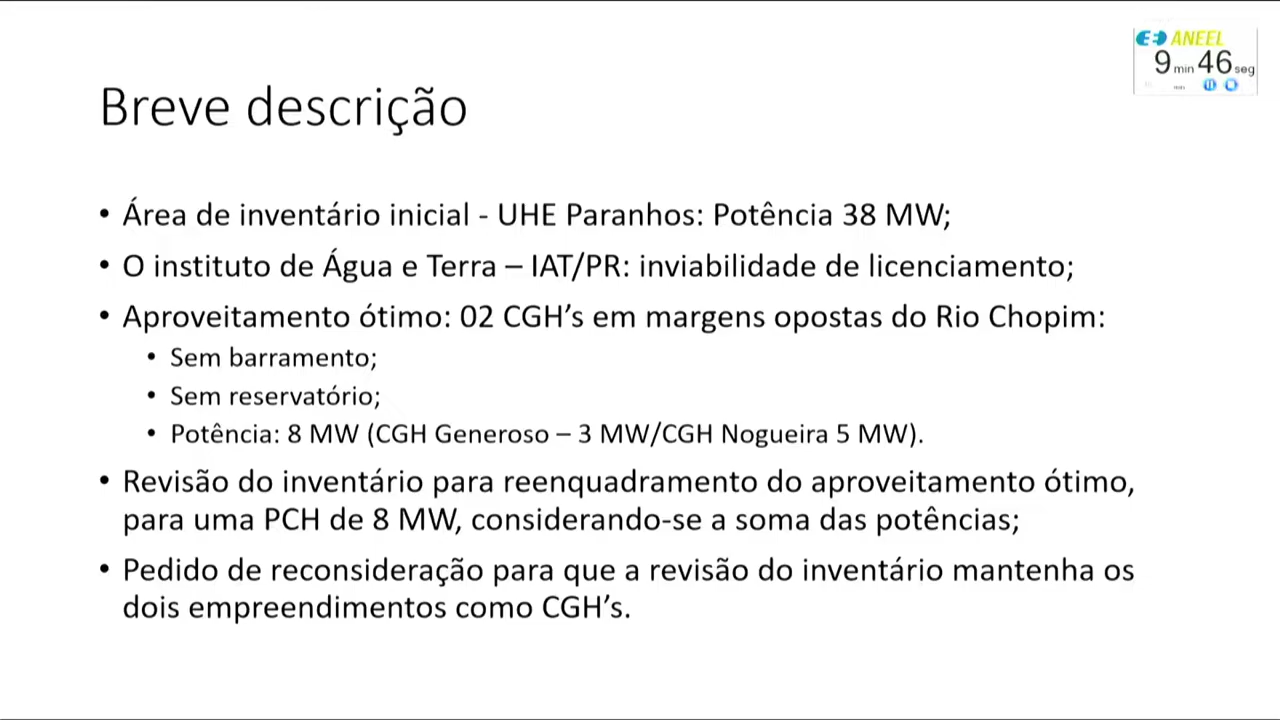 ANEEL
9 min 46 seg
Breve descrição
• Área de inventário inicial - UHE Paranhos: Potência 38 MW;
• O instituto de Água e Terra – IAT/PR: inviabilidade de licenciamento;
• Aproveitamento ótimo: 02 CGH’s em margens opostas do Rio Chopim:
• Sem barramento;
• Sem reservatório;
• Potência: 8 MW (CGH Generoso – 3 MW/CGH Nogueira 5 MW).
• Revisão do inventário para reenquadramento do aproveitamento ótimo,
para uma PCH de 8 MW, considerando-se a soma das potências;
• Pedido de reconsideração para que a revisão do inventário mantenha os
dois empreendimentos como CGH’s.